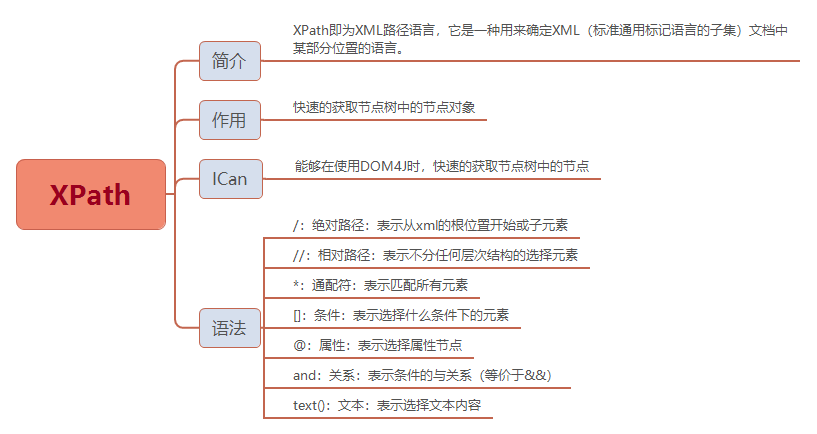 XPath
简介
XPath即为XML路径语言，它是一种用来确定XML（标准通用标记语言的子集）文档中
某部分位置的语言。
作用
快速的获取节点树中的节点对象
ICan
能够在使用DOM4J时，快速的获取节点树中的节点
语法
/：绝对路径：表示从xml的根位置开始或子元素
//：相对路径：表示不分任何层次结构的选择元素
*：通配符：表示匹配所有元素
[]：条件：表示选择什么条件下的元素
@：属性：表示选择属性节点
and：关系：表示条件的与关系（等价于&&）
text()：文本：表示选择文本内容